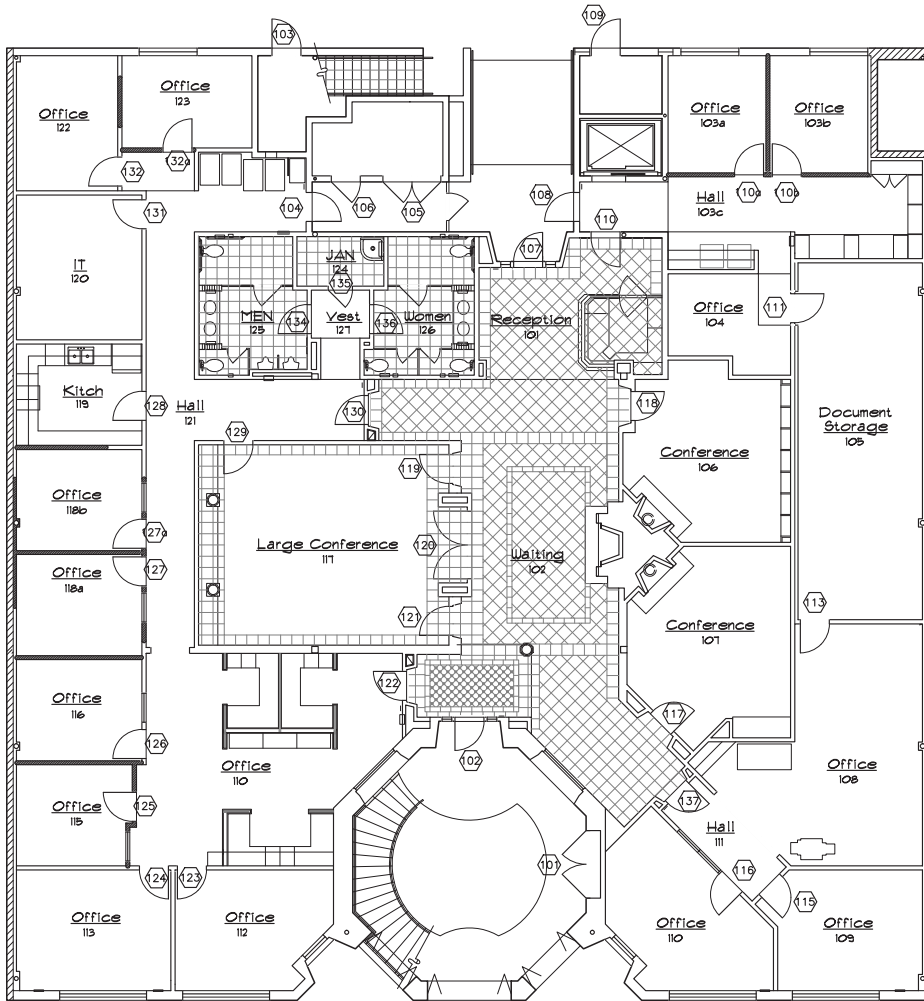 103
109
Office
123
Office
122
Office
103a
Office
103b
132
132a
110a
110b
131
104
106
105
108
Hall
103c
110
107
IT
120
JAN
124
135
MEN
125
134
Vest
127
136
Women
126
Reception
101
Office
104
111
Kitch
119
128
Hall
121
130
118
Document
Storage
105
129
119
Conference
106
Office
118b
127a
Large Conference
117
120
Waiting
102
127
Office
118a
121
113
Conference
107
Office
116
122
126
117
102
Office
110
Office
108
Office
115
125
137
Hall
111
101
124
123
116
115
Office
113
Office
112
Office
110
Office
109